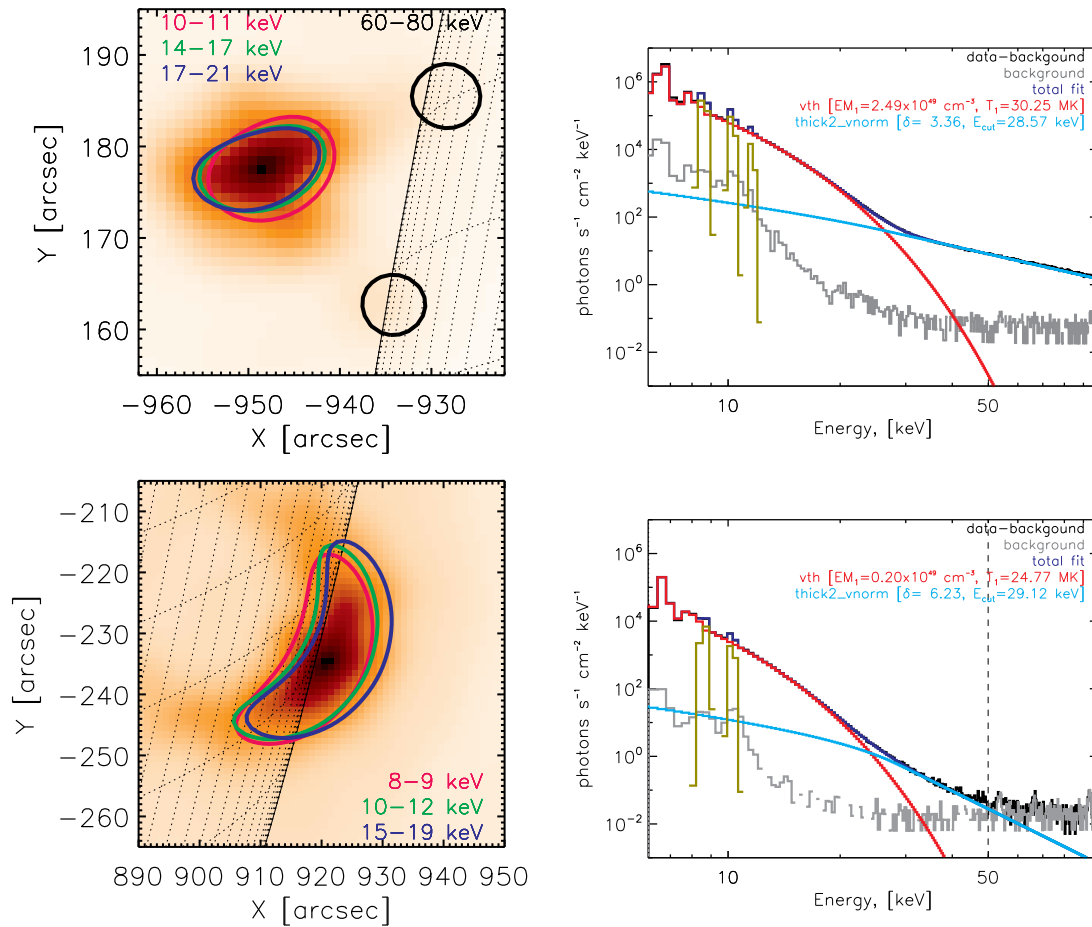 10−11 keV
14−17 keV
17−21 keV
60−80 keV
190
180
170
160
Y [arcsec]
−960 −950 −940 −930
X [arcsec]
data-backgound
background
total fit
vth [EM₁=2.49x10⁴⁹ cm⁻³, T₁=30.25 MK]
thick2_vnorm [δ= 3.36, E_cut=28.57 keV]
10⁶
10⁴
10²
10⁰
10⁻²
photons s⁻¹ cm⁻² keV⁻¹
10 50
Energy, [keV]
−210
−220
−230
−240
−250
−260
Y [arcsec]
8−9 keV
10−12 keV
15−19 keV
890 900 910 920 930 940 950
X [arcsec]
data-backgound
background
total fit
vth [EM₁=0.20x10⁴⁹ cm⁻³, T₁=24.77 MK]
thick2_vnorm [δ= 6.23, E_cut=29.12 keV]
10⁶
10⁴
10²
10⁰
10⁻²
photons s⁻¹ cm⁻² keV⁻¹
10 50
Energy, [keV]